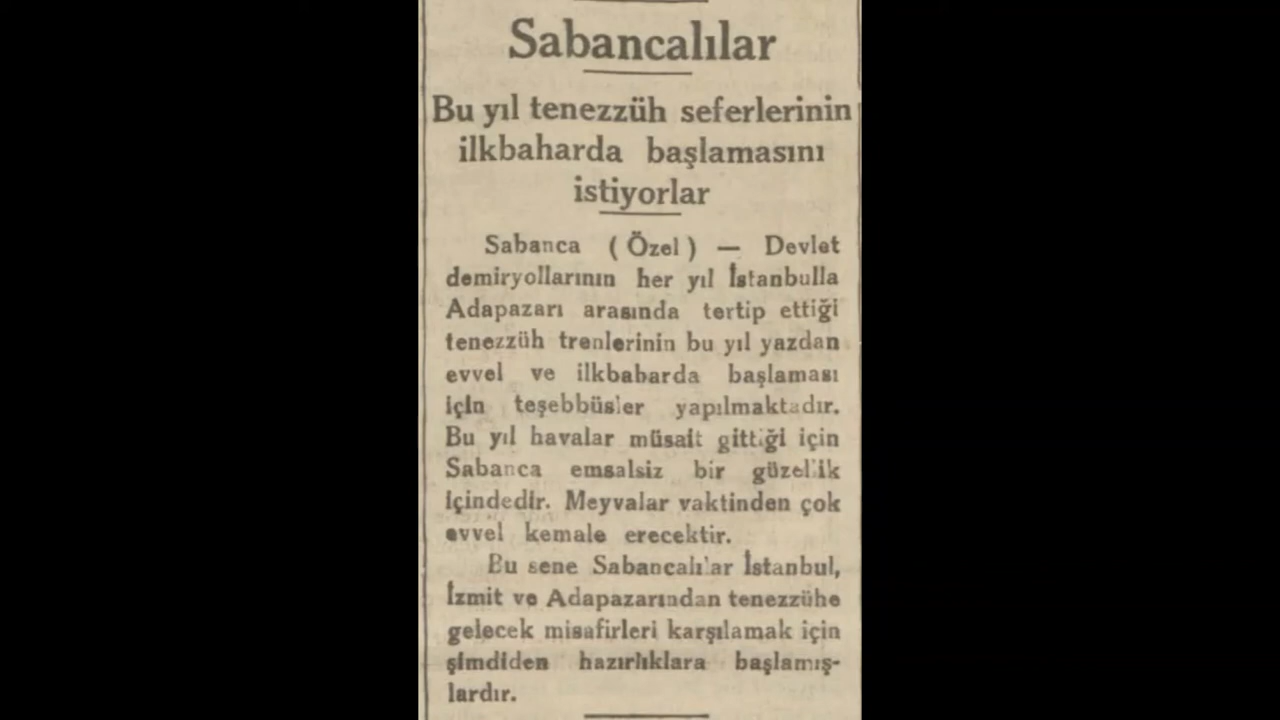 Sabancalılar
Bu yıl tenezzüh seferlerinin
ilkbaharda başlamasını
istiyorlar
Sabanca (Özel) — Devlet
demiryollarının her yıl İstanbulla
Adapazarı arasında tertip ettiği
tenezzüh trenlerinin bu yıl yazdan
evvel ve ilkbabarda başlaması
için teşebbüsler yapılmaktadır.
Bu yıl havalar müsait gittiği için
Sabanca emsalsiz bir güzellik
içindedir. Meyvalar vaktinden çok
evvel kemale erecektir.
Bu sene Sabancalılar İstanbul,
İzmit ve Adapazarından tenezzühe
gelecek misafirleri karşılamak için
şimdiden hazırlıklara başlamış-
lardır.